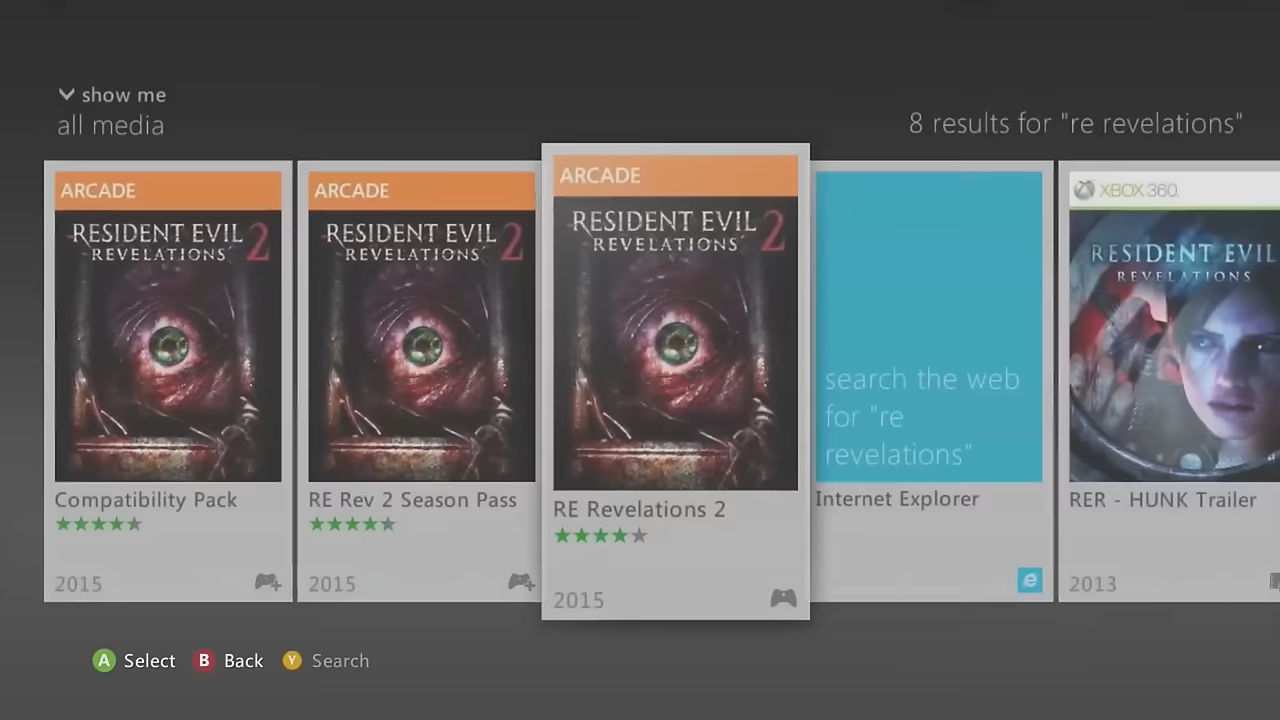 show me
all media
8 results for "re revelations"
ARCADE
RESIDENT EVIL 2
REVELATIONS
Compatibility Pack
2015
ARCADE
RESIDENT EVIL 2
REVELATIONS
RE Rev 2 Season Pass
2015
ARCADE
RESIDENT EVIL 2
REVELATIONS
RE Revelations 2
2015
search the web
for "re
revelations"
Internet Explorer
XBOX 360
RESIDENT EVIL
REVELATIONS
RER - HUNK Trailer
2013
A Select B Back Y Search